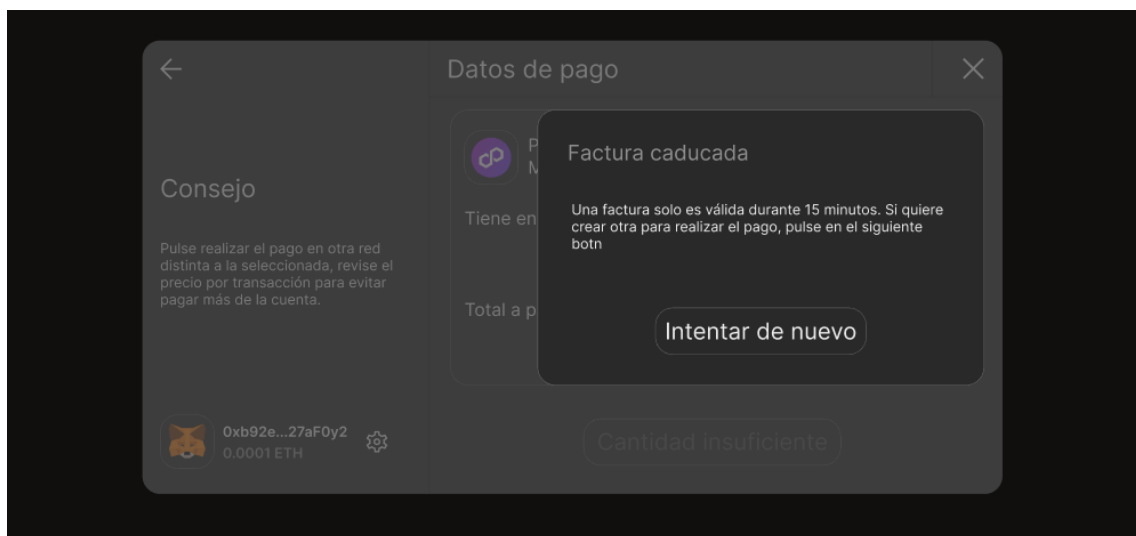 Datos de pago
Consejo
Pulse realizar el pago en otra red
distinta a la seleccionada, revise el
precio por transacción para evitar
pagar más de la cuenta.
0xb92e...27aF0y2
0.0001 ETH
P
M
Tiene en
Total a p
Factura caducada
Una factura solo es válida durante 15 minutos. Si quiere
crear otra para realizar el pago, pulse en el siguiente
botn
Intentar de nuevo
Cantidad insuficiente